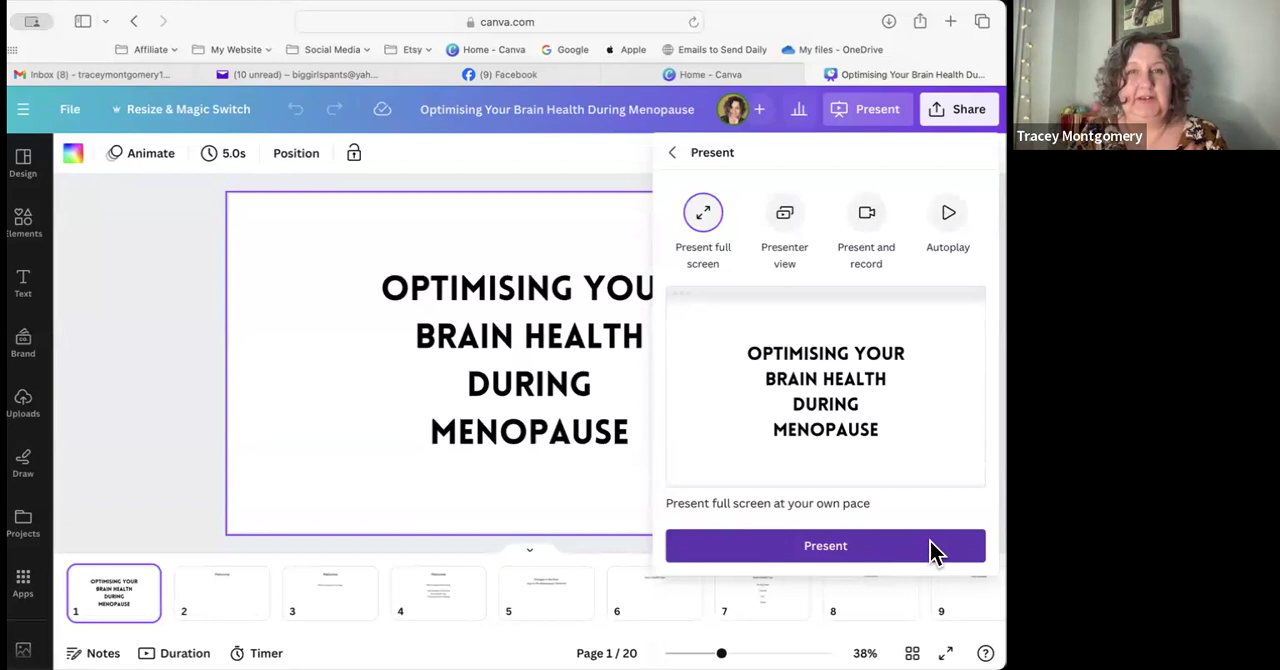 canva.com
Affiliate
My Website
Social Media
Etsy
Home - Canva
Google
Apple
Emails to Send Daily
My files - OneDrive
Inbox (8) - traceymontgomery1...
(10 unread) – biggirlspants@yah...
(9) Facebook
Home - Canva
Optimising Your Brain Health Du...
File
Resize & Magic Switch
Optimising Your Brain Health During Menopause
Present
Share
Tracey Montgomery
Animate
5.0s
Position
Present
Design
Elements
Text
Brand
Uploads
Draw
Projects
Apps
OPTIMISING YOU
BRAIN HEALTH
DURING
MENOPAUSE
Present full
screen
Presenter
view
Present and
record
Autoplay
OPTIMISING YOUR
BRAIN HEALTH
DURING
MENOPAUSE
Present full screen at your own pace
Present
OPTIMISING YOUR
BRAIN HEALTH
DURING
MENOPAUSE
1
2
3
4
5
6
7
8
9
Notes
Duration
Timer
Page 1 / 20
38%